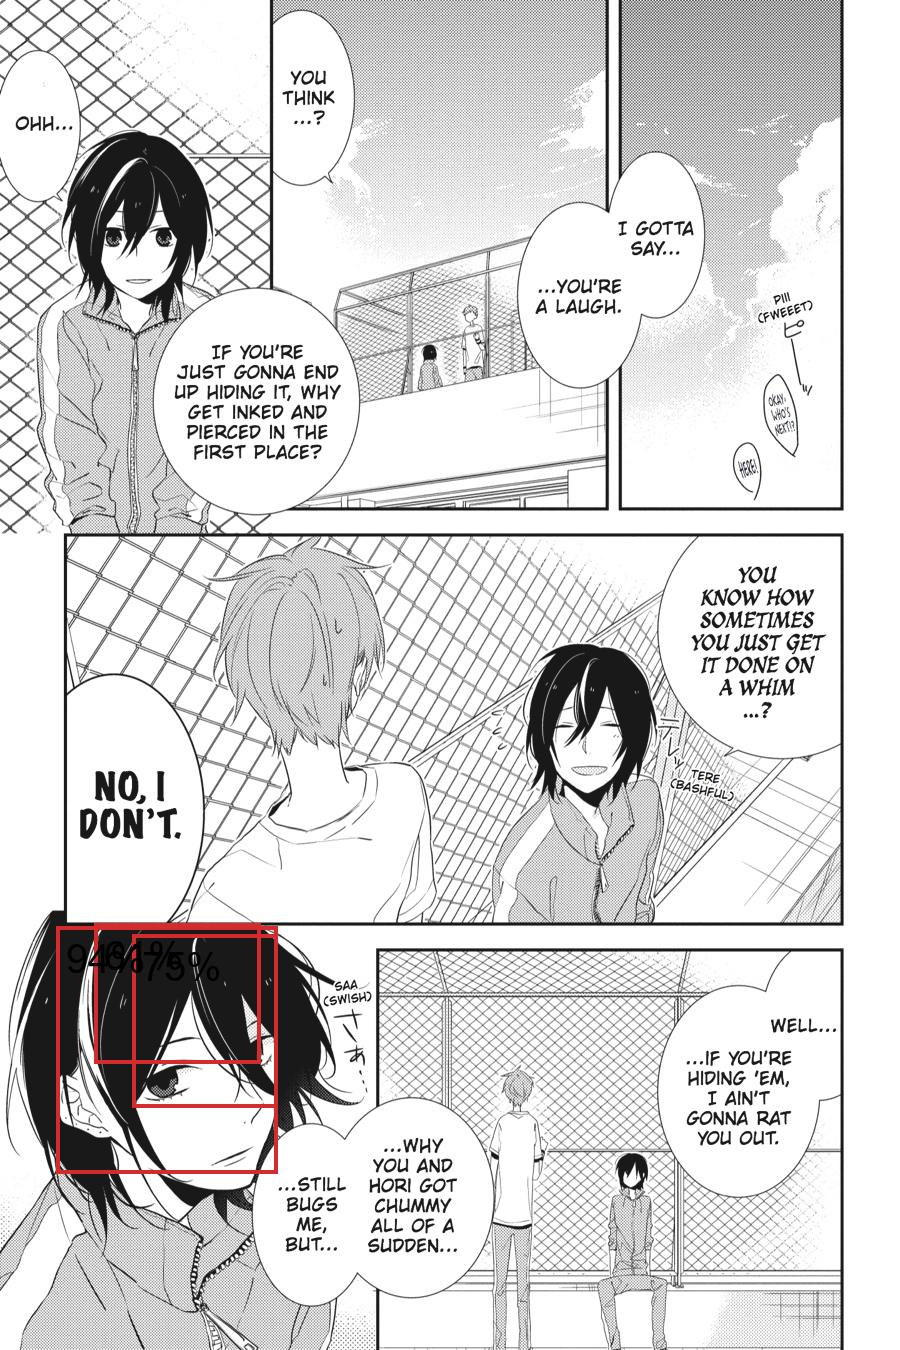 I GOTTA
SAY...
...YOU'RE
A LAUGH.
PIII
(FWEEET)
ピ
OKAY,
WHO'S
NEXT!?
HERE!
YOU
THINK
...?
OHH...
IF YOU'RE
JUST GONNA END
UP HIDING IT, WHY
GET INKED AND
PIERCED IN THE
FIRST PLACE?
YOU
KNOW HOW
SOMETIMES
YOU JUST GET
IT DONE ON
A WHIM
...?
テレ
TERE
(BASHFUL)
NO, I
DON'T.
WELL...
...IF YOU'RE
HIDING 'EM,
I AIN'T
GONNA RAT
YOU OUT.
...WHY
YOU AND
HORI GOT
CHUMMY
ALL OF A
SUDDEN...
...STILL
BUGS
ME,
BUT...
SAA
(SWISH)
さぁ
94%
75%